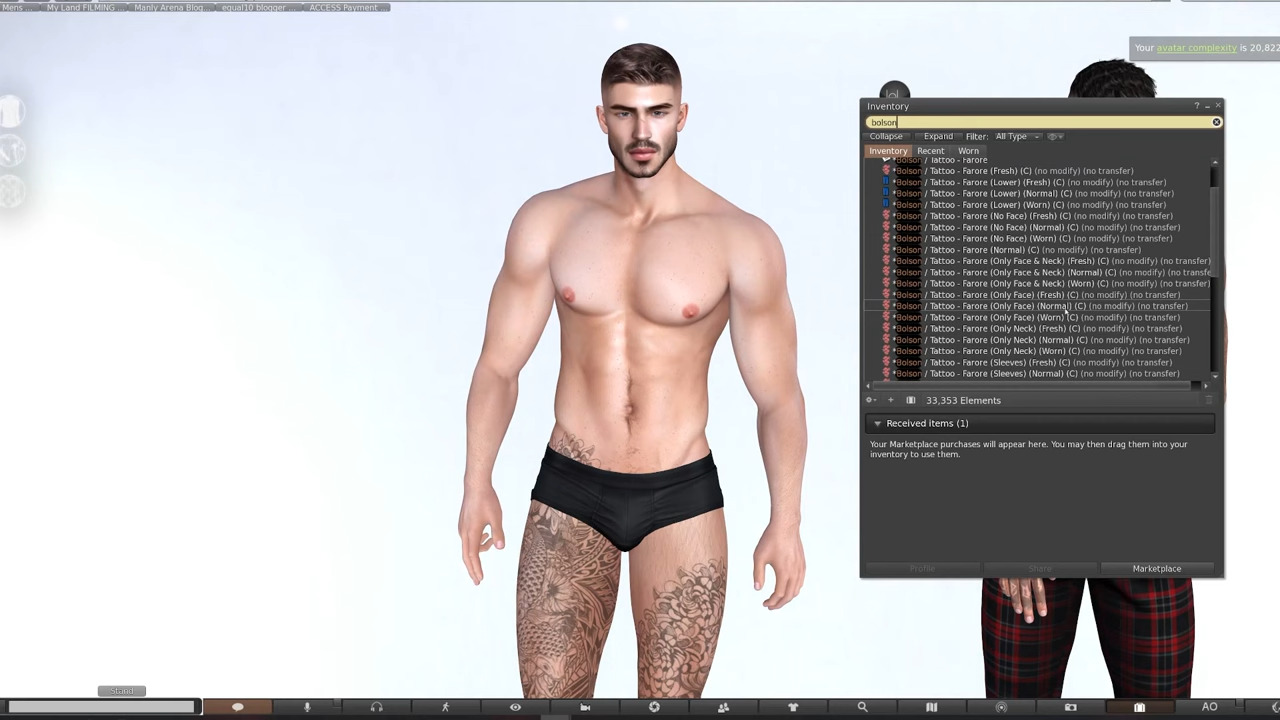 Mens ...
My Land FILMING
Manly Arena Blog...
equal10 blogger ...
ACCESS Payment...
Your avatar complexity is 20,822
Inventory
bolson
Collapse
Expand
Filter:
All Type
Inventory
Recent
Worn
*Bolson / Tattoo - Farore
*Bolson / Tattoo - Farore (Fresh) (C) (no modify) (no transfer)
*Bolson / Tattoo - Farore (Lower) (Fresh) (C) (no modify) (no transfer)
*Bolson / Tattoo - Farore (Lower) (Normal) (C) (no modify) (no transfer)
*Bolson / Tattoo - Farore (Lower) (Worn) (C) (no modify) (no transfer)
*Bolson / Tattoo - Farore (No Face) (Fresh) (C) (no modify) (no transfer)
*Bolson / Tattoo - Farore (No Face) (Normal) (C) (no modify) (no transfer)
*Bolson / Tattoo - Farore (No Face) (Worn) (C) (no modify) (no transfer)
*Bolson / Tattoo - Farore (Normal) (C) (no modify) (no transfer)
*Bolson / Tattoo - Farore (Only Face & Neck) (Fresh) (C) (no modify) (no transfer)
*Bolson / Tattoo - Farore (Only Face & Neck) (Normal) (C) (no modify) (no transfe
*Bolson / Tattoo - Farore (Only Face & Neck) (Worn) (C) (no modify) (no transfer)
*Bolson / Tattoo - Farore (Only Face) (Fresh) (C) (no modify) (no transfer)
*Bolson / Tattoo - Farore (Only Face) (Normal) (C) (no modify) (no transfer)
*Bolson / Tattoo - Farore (Only Face) (Worn) (C) (no modify) (no transfer)
*Bolson / Tattoo - Farore (Only Neck) (Fresh) (C) (no modify) (no transfer)
*Bolson / Tattoo - Farore (Only Neck) (Normal) (C) (no modify) (no transfer)
*Bolson / Tattoo - Farore (Only Neck) (Worn) (C) (no modify) (no transfer)
*Bolson / Tattoo - Farore (Sleeves) (Fresh) (C) (no modify) (no transfer)
*Bolson / Tattoo - Farore (Sleeves) (Normal) (C) (no modify) (no transfer)
33,353 Elements
Received items (1)
Your Marketplace purchases will appear here. You may then drag them into your
inventory to use them.
Profile
Share
Marketplace
Stand
AO